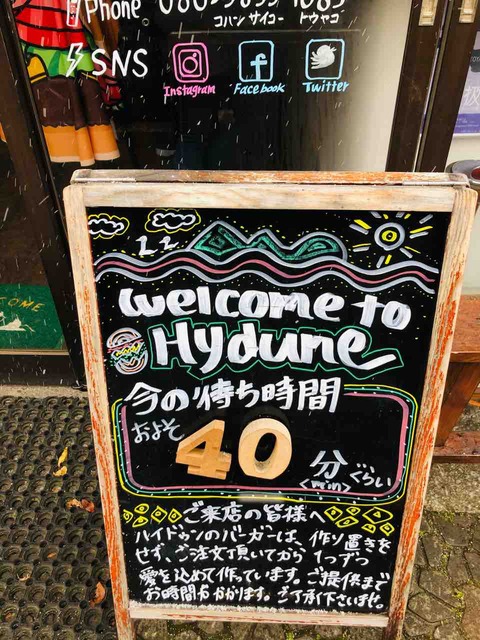 Phone
コハン サイコー トウヤコ
SNS
Instagram
Facebook
Twitter
welcome to
Hydune
今の待ち時間
およそ
40
分
<min>
ぐらい
ご来店の皆様へ
ハイドゥンのバーガーは、作り置きを
せず、ご注文頂いてから 1つずつ
愛を込めて作っています。ご提供まで
お時間かかります。ご了承下さいませ。